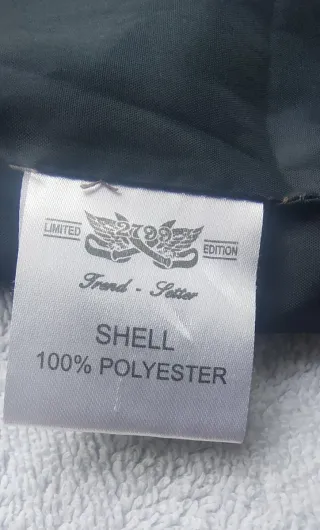 LIMITED 2799 EDITION
Trend - Setter
SHELL
100% POLYESTER